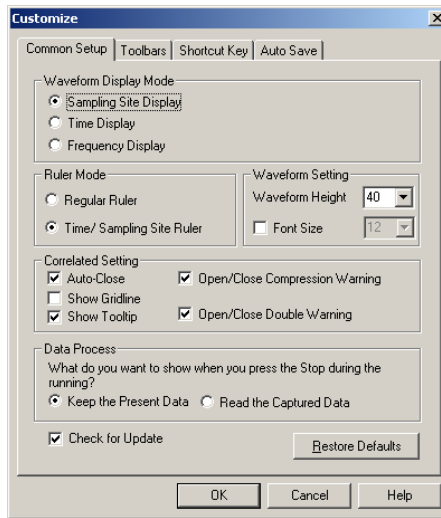 Customize
Common Setup Toolbars Shortcut Key Auto Save
Waveform Display Mode
Sampling Site Display
Time Display
Frequency Display
Ruler Mode
Regular Ruler
Time/ Sampling Site Ruler
Waveform Setting
Waveform Height 40
Font Size 12
Correlated Setting
Auto-Close Open/Close Compression Warning
Show Gridline
Show Tooltip Open/Close Double Warning
Data Process
What do you want to show when you press the Stop during the
running?
Keep the Present Data Read the Captured Data
Check for Update Restore Defaults
OK Cancel Help